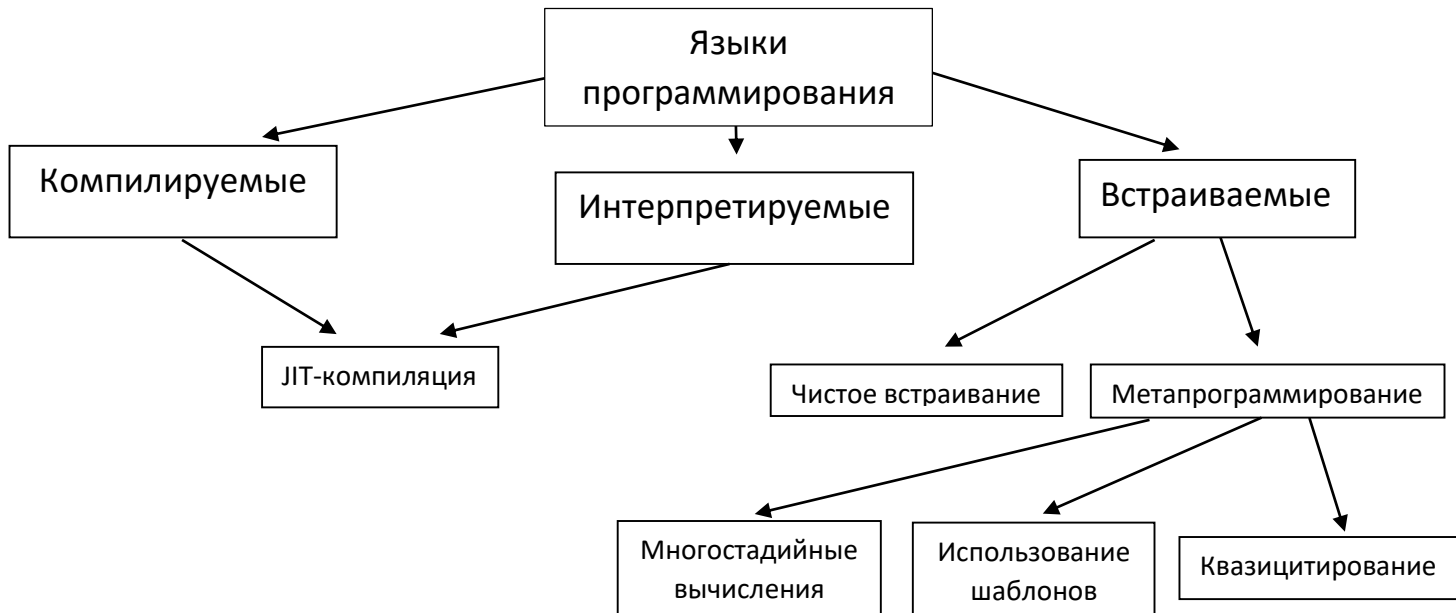 Языки
программирования
Компилируемые
Интерпретируемые
Встраиваемые
JIT-компиляция
Чистое встраивание
Метапрограммирование
Многостадийные
вычисления
Использование
шаблонов
Квазицитирование